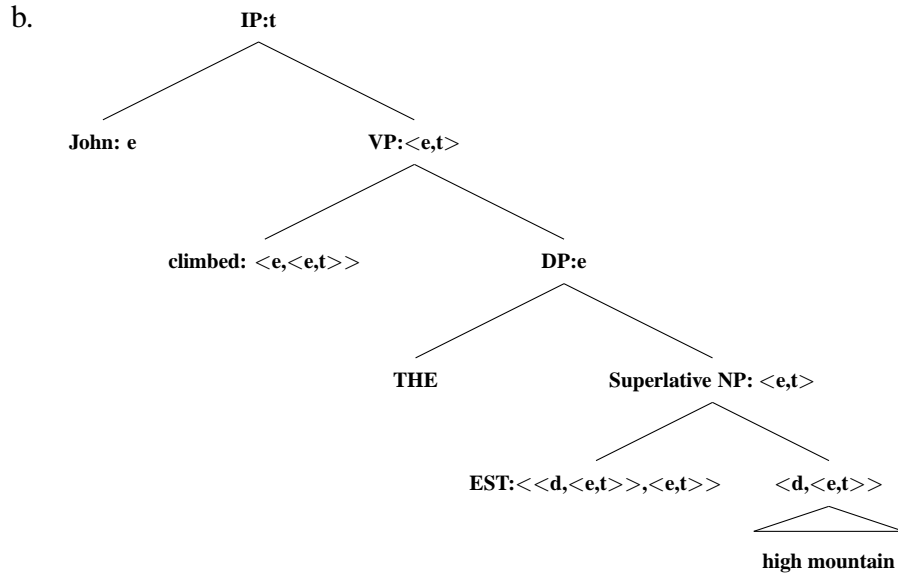 b.
IP:t
John: e VP:<e,t>
climbed: <e,<e,t>> DP:e
THE Superlative NP: <e,t>
EST:<<d,<e,t>>,<e,t>> <d,<e,t>>
high mountain